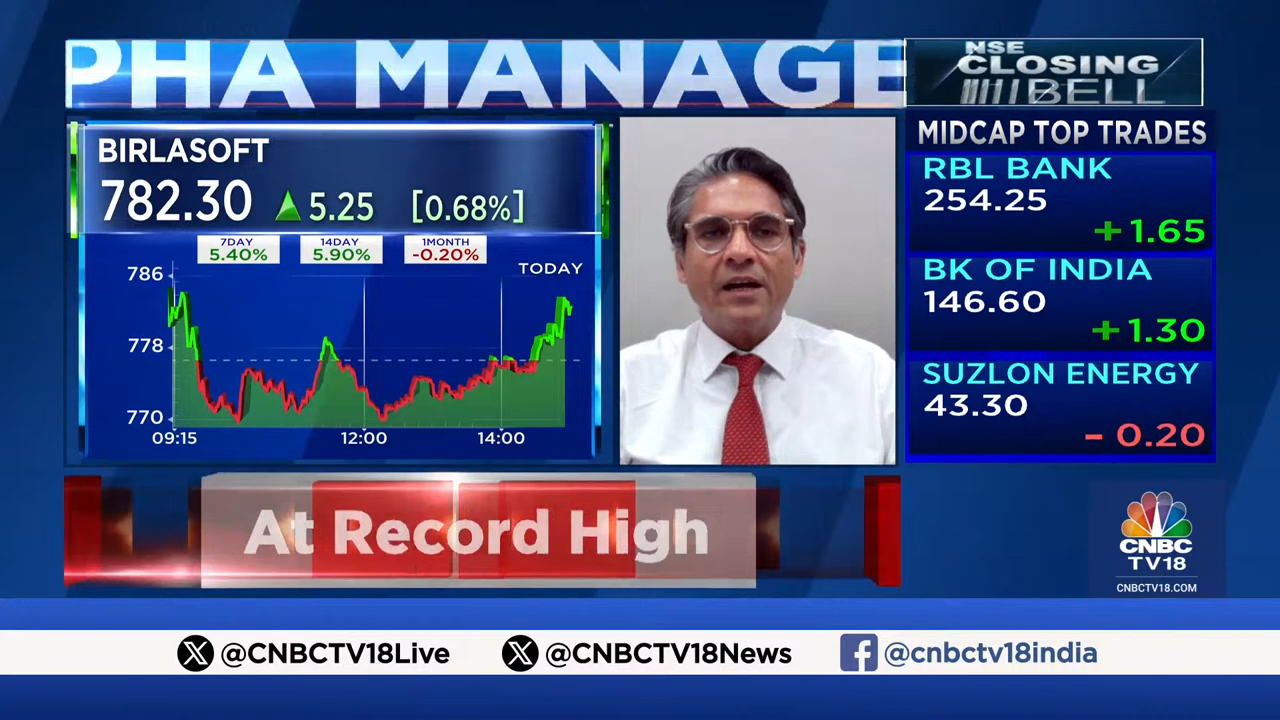 PHA MANAGE
NSE
CLOSING
BELL
BIRLASOFT
782.30 ▲ 5.25 [0.68%]
7DAY
5.40%
14DAY
5.90%
1MONTH
-0.20%
TODAY
786
778
770
09:15 12:00 14:00
MIDCAP TOP TRADES
RBL BANK
254.25
+1.65
BK OF INDIA
146.60
+1.30
SUZLON ENERGY
43.30
- 0.20
At Record High
CNBC
TV18
CNBCTV18.COM
X @CNBCTV18Live X @CNBCTV18News f @cnbctv18india